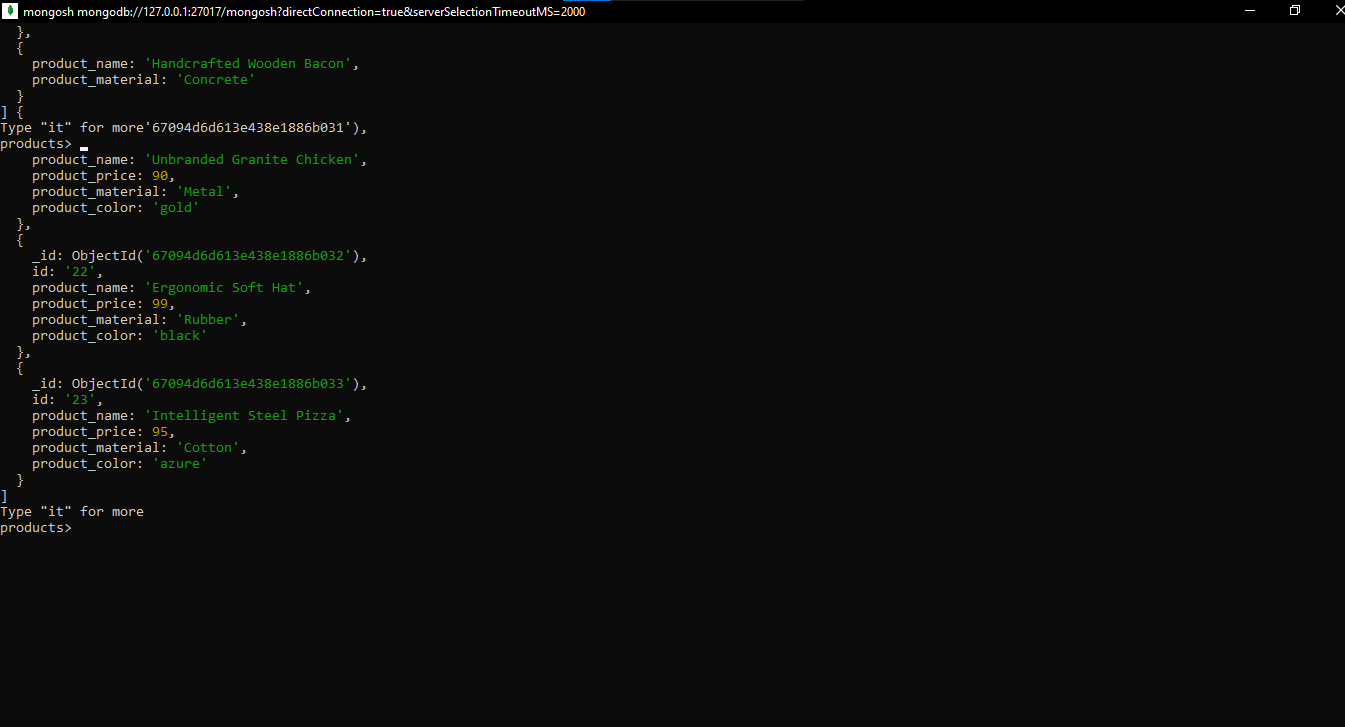 mongosh mongodb://127.0.0.1:27017/mongosh?directConnection=true&serverSelectionTimeoutMS=2000
},
{
product_name: 'Handcrafted Wooden Bacon',
product_material: 'Concrete'
}
] {
Type "it" for more'67094d6d613e438e1886b031'),
products>
product_name: 'Unbranded Granite Chicken',
product_price: 90,
product_material: 'Metal',
product_color: 'gold'
},
{
_id: ObjectId('67094d6d613e438e1886b032'),
id: '22',
product_name: 'Ergonomic Soft Hat',
product_price: 99,
product_material: 'Rubber',
product_color: 'black'
},
{
_id: ObjectId('67094d6d613e438e1886b033'),
id: '23',
product_name: 'Intelligent Steel Pizza',
product_price: 95,
product_material: 'Cotton',
product_color: 'azure'
}
]
Type "it" for more
products>